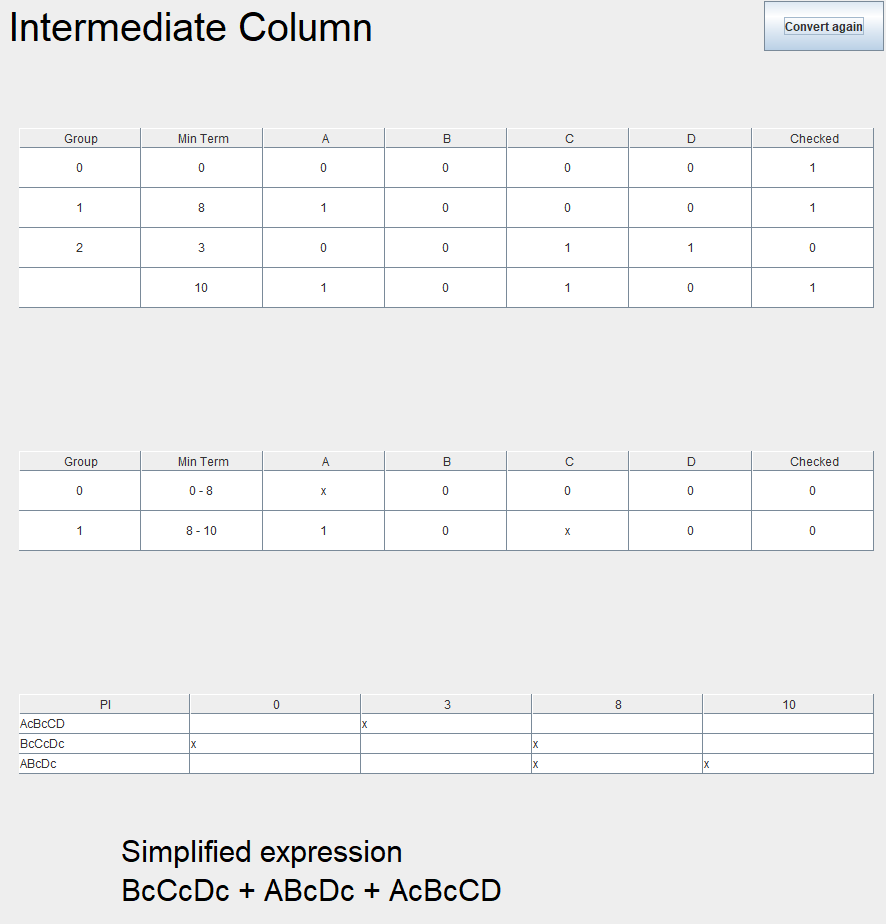 Intermediate Column
Convert again
Group Min Term A B C D Checked
0 0 0 0 0 0 1
1 8 1 0 0 0 1
2 3 0 0 1 1 0
10 1 0 1 0 1
Group Min Term A B C D Checked
0 0 - 8 x 0 0 0 0
1 8 - 10 1 0 x 0 0
PI 0 3 8 10
AcBcCD x
BcCcDc x x
ABcDc x x
Simplified expression
BcCcDc + ABcDc + AcBcCD